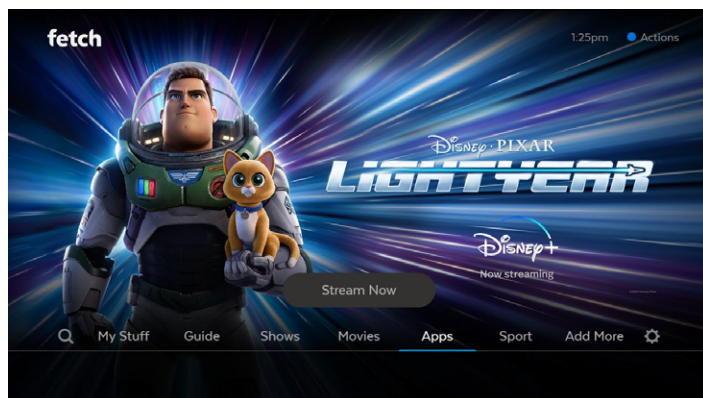 fetch
1:25pm
Actions
Disney · PIXAR
LIGHTYEAR
Disney+
Now streaming
Stream Now
My Stuff
Guide
Shows
Movies
Apps
Sport
Add More